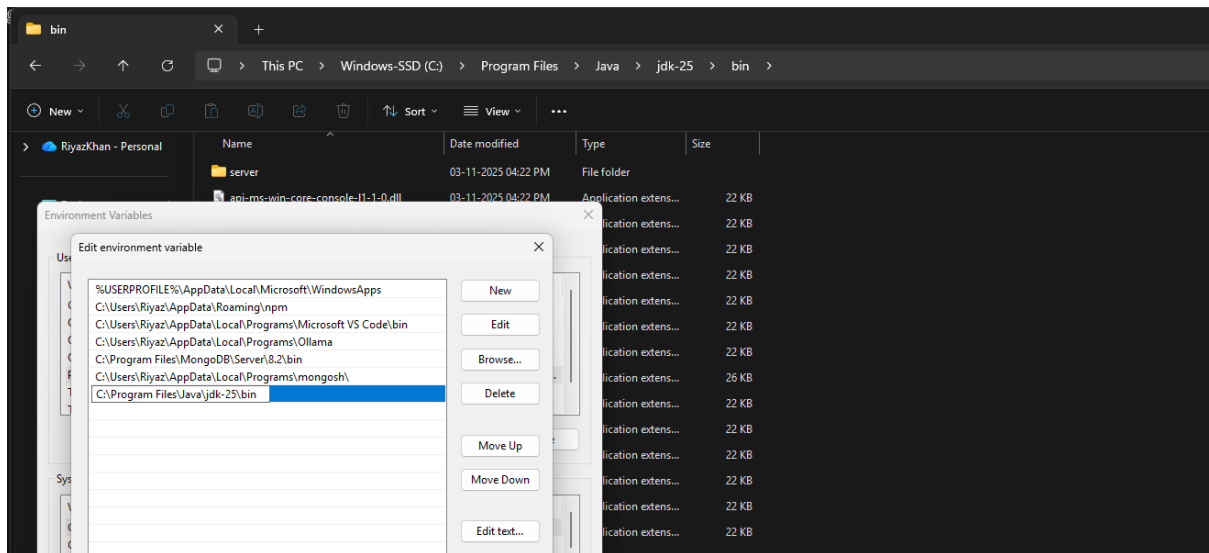 bin
This PC > Windows-SSD (C:) > Program Files > Java > jdk-25 > bin >
New Sort View
RiyazKhan - Personal
Name Date modified Type Size
server 03-11-2025 04:22 PM File folder
api-ms-win-core-console-l1-1-0.dll 03-11-2025 04:22 PM Application extens... 22 KB
lication extens... 22 KB
lication extens... 22 KB
lication extens... 22 KB
lication extens... 22 KB
lication extens... 22 KB
lication extens... 22 KB
lication extens... 26 KB
lication extens... 22 KB
lication extens... 22 KB
lication extens... 22 KB
lication extens... 22 KB
lication extens... 22 KB
lication extens... 22 KB
Environment Variables
Edit environment variable
Use
%USERPROFILE%\AppData\Local\Microsoft\WindowsApps
C:\Users\Riyaz\AppData\Roaming\npm
C:\Users\Riyaz\AppData\Local\Programs\Microsoft VS Code\bin
C:\Users\Riyaz\AppData\Local\Programs\Ollama
C:\Program Files\MongoDB\Server\8.2\bin
C:\Users\Riyaz\AppData\Local\Programs\mongosh\
C:\Program Files\Java\jdk-25\bin
New
Edit
Browse...
Delete
Move Up
Move Down
Edit text...
Sys